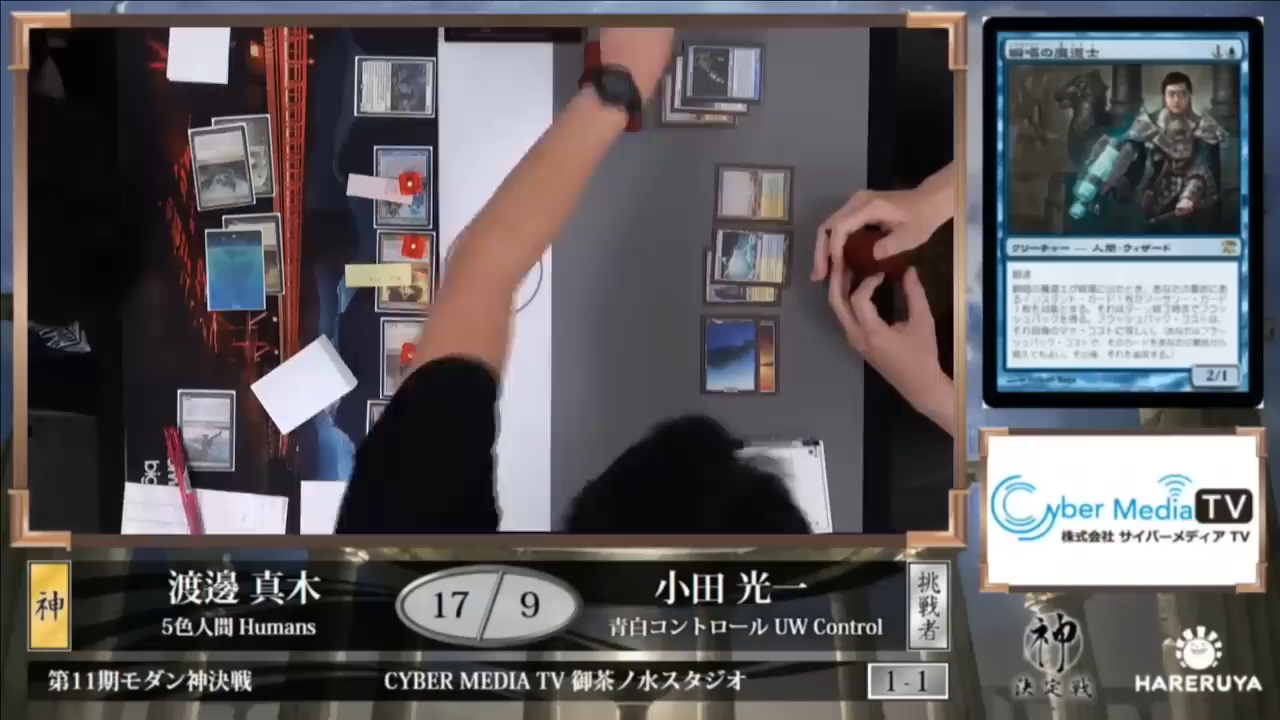 瞬唱の魔道士
クリーチャー — 人間・ウィザード
瞬速
2/1
Cyber Media TV
株式会社 サイバーメディア TV
神
渡邊 真木
5色人間 Humans
17 / 9
小田 光一
青白コントロール UW Control
挑戦者
第11期モダン神決戦
CYBER MEDIA TV 御茶ノ水スタジオ
1 - 1
神
決定戦
HARERUYA
big